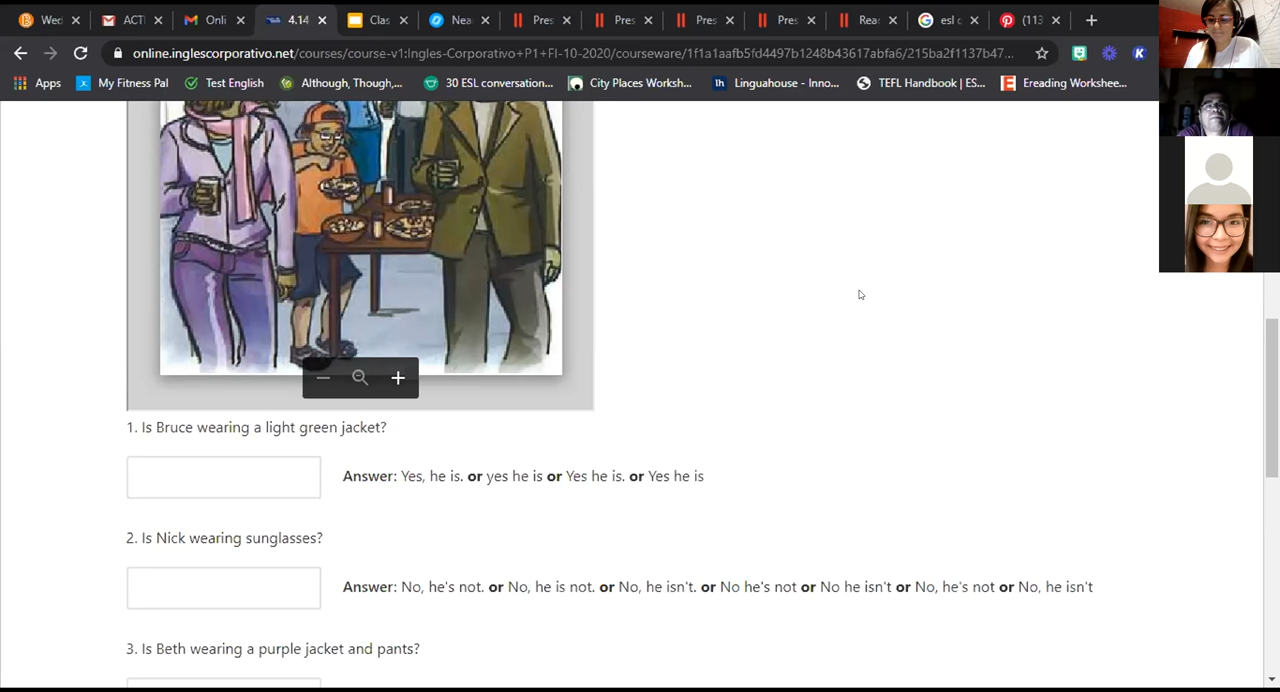 Wed
ACTI
Onli
4.14
Clas
Nea
Pres
Pres
Pres
Pres
Rea
esl c
(113
online.inglescorporativo.net/courses/course-v1:Ingles-Corporativo+P1+FI-10-2020/courseware/1f1a1aafb5fd4497b1248b43617abfa6/215ba2f1137b47...
Apps
My Fitness Pal
Test English
Although, Though,...
30 ESL conversation...
City Places Worksh...
Linguahouse - Inno...
TEFL Handbook | ES...
Ereading Workshee...
1. Is Bruce wearing a light green jacket?
Answer: Yes, he is. or yes he is or Yes he is. or Yes he is
2. Is Nick wearing sunglasses?
Answer: No, he's not. or No, he is not. or No, he isn't. or No he's not or No he isn't or No, he's not or No, he isn't
3. Is Beth wearing a purple jacket and pants?